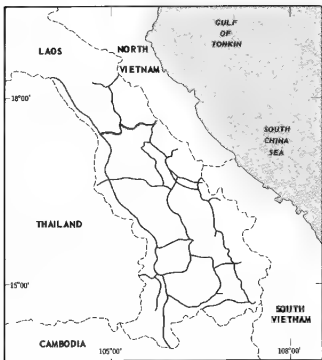 GULF
OF
TONKIN
LAOS
NORTH
VIETNAM
18°00'
SOUTH
CHINA
SEA
THAILAND
15°00'
SOUTH
VIETNAM
CAMBODIA
105°00'
108°00'